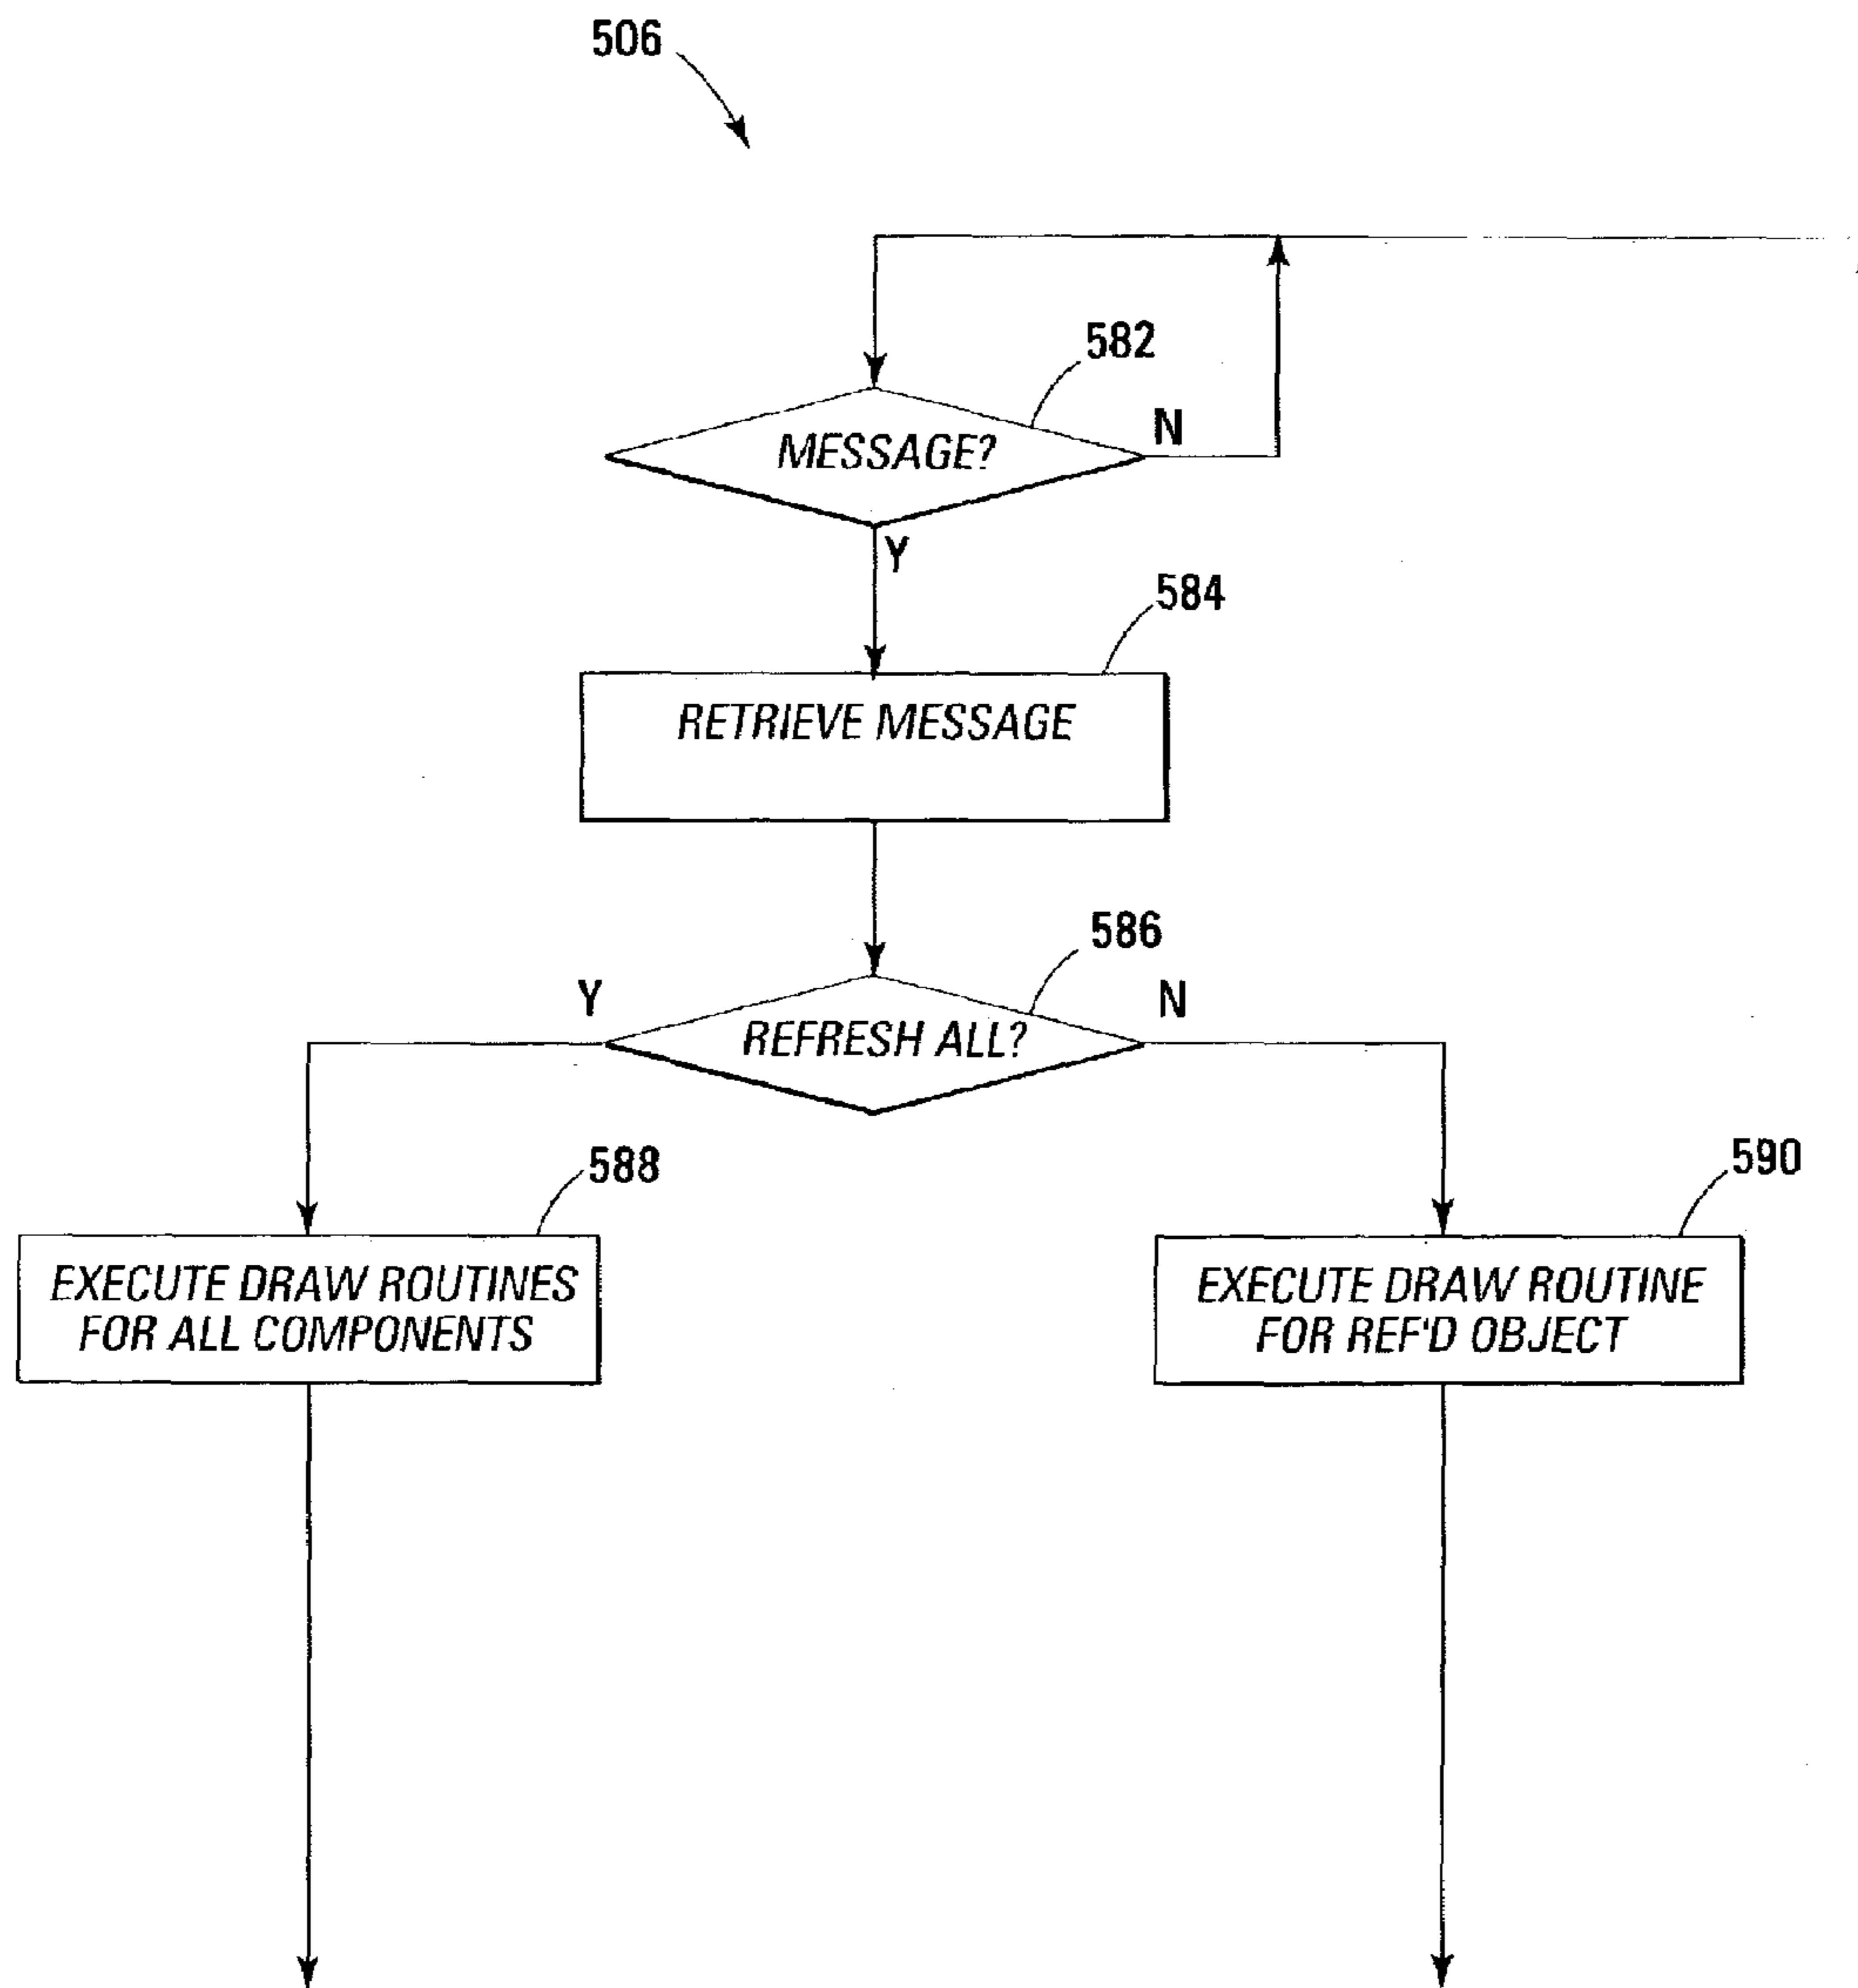 506
582
MESSAGE?
N
Y
584
RETRIEVE MESSAGE
586
Y
N
REFRESH ALL?
588
590
EXECUTE DRAW ROUTINES
FOR ALL COMPONENTS
EXECUTE DRAW ROUTINE
FOR REF'D OBJECT